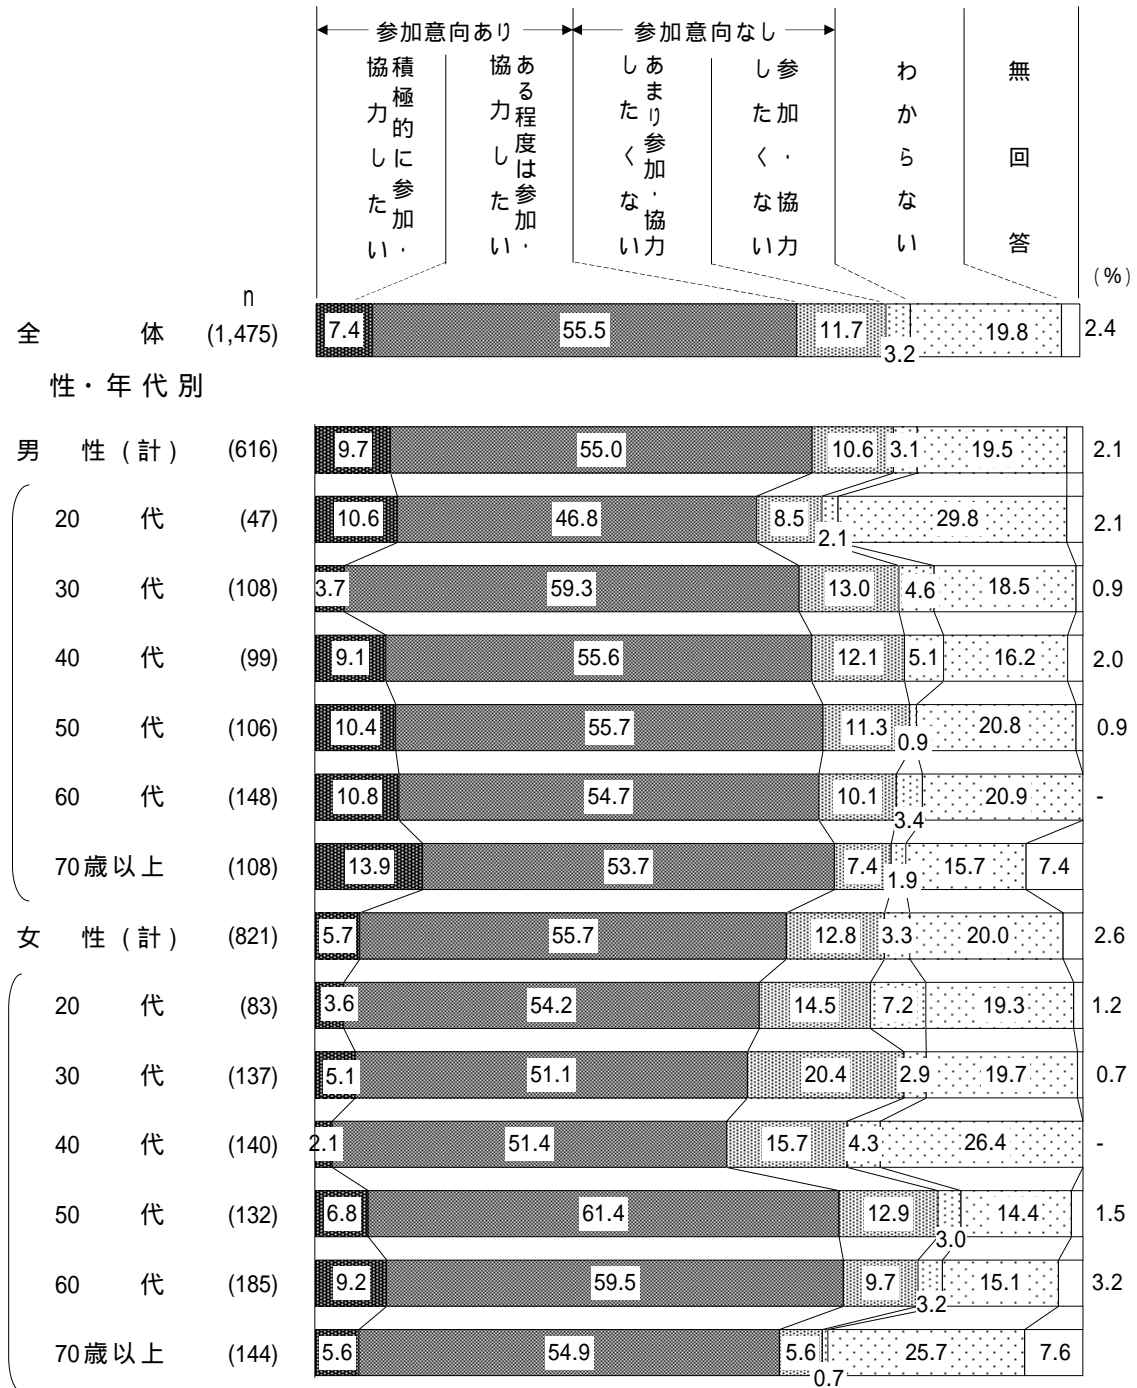 参加意向あり 参加意向なし
積極的に参加・協力したい
ある程度は参加・協力したい
あまり参加・協力したくない
参加・協力したくない
わからない
無回答
(%)
n
全体 (1,475) 7.4 55.5 11.7 3.2 19.8 2.4
性・年代別
男性(計) (616) 9.7 55.0 10.6 3.1 19.5 2.1
20代 (47) 10.6 46.8 8.5 2.1 29.8 2.1
30代 (108) 3.7 59.3 13.0 4.6 18.5 0.9
40代 (99) 9.1 55.6 12.1 5.1 16.2 2.0
50代 (106) 10.4 55.7 11.3 0.9 20.8 0.9
60代 (148) 10.8 54.7 10.1 3.4 20.9 -
70歳以上 (108) 13.9 53.7 7.4 1.9 15.7 7.4
女性(計) (821) 5.7 55.7 12.8 3.3 20.0 2.6
20代 (83) 3.6 54.2 14.5 7.2 19.3 1.2
30代 (137) 5.1 51.1 20.4 2.9 19.7 0.7
40代 (140) 2.1 51.4 15.7 4.3 26.4 -
50代 (132) 6.8 61.4 12.9 3.0 14.4 1.5
60代 (185) 9.2 59.5 9.7 3.2 15.1 3.2
70歳以上 (144) 5.6 54.9 5.6 0.7 25.7 7.6